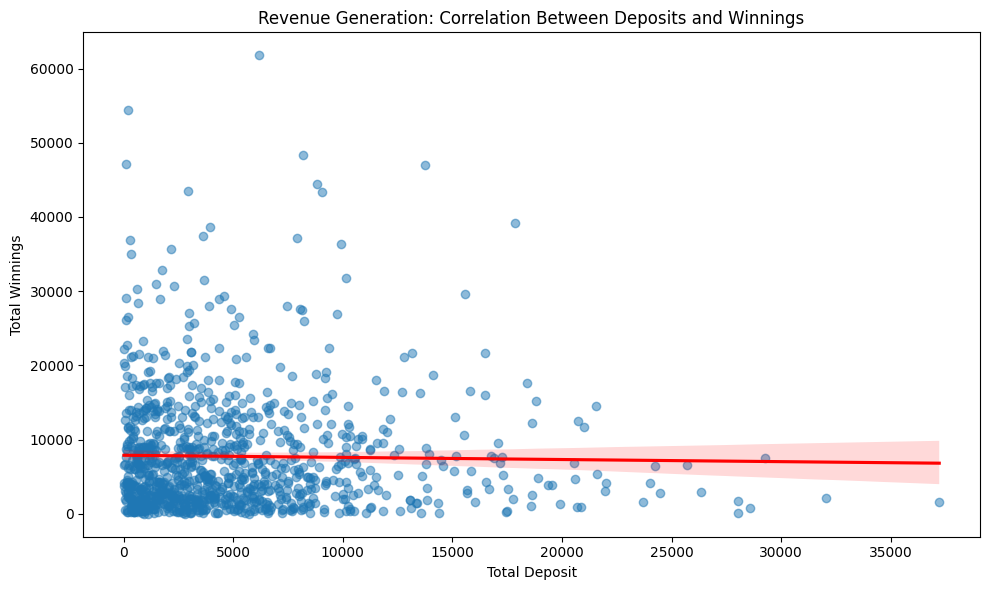 Revenue Generation: Correlation Between Deposits and Winnings
Total Winnings
60000
50000
40000
30000
20000
10000
0
0 5000 10000 15000 20000 25000 30000 35000
Total Deposit